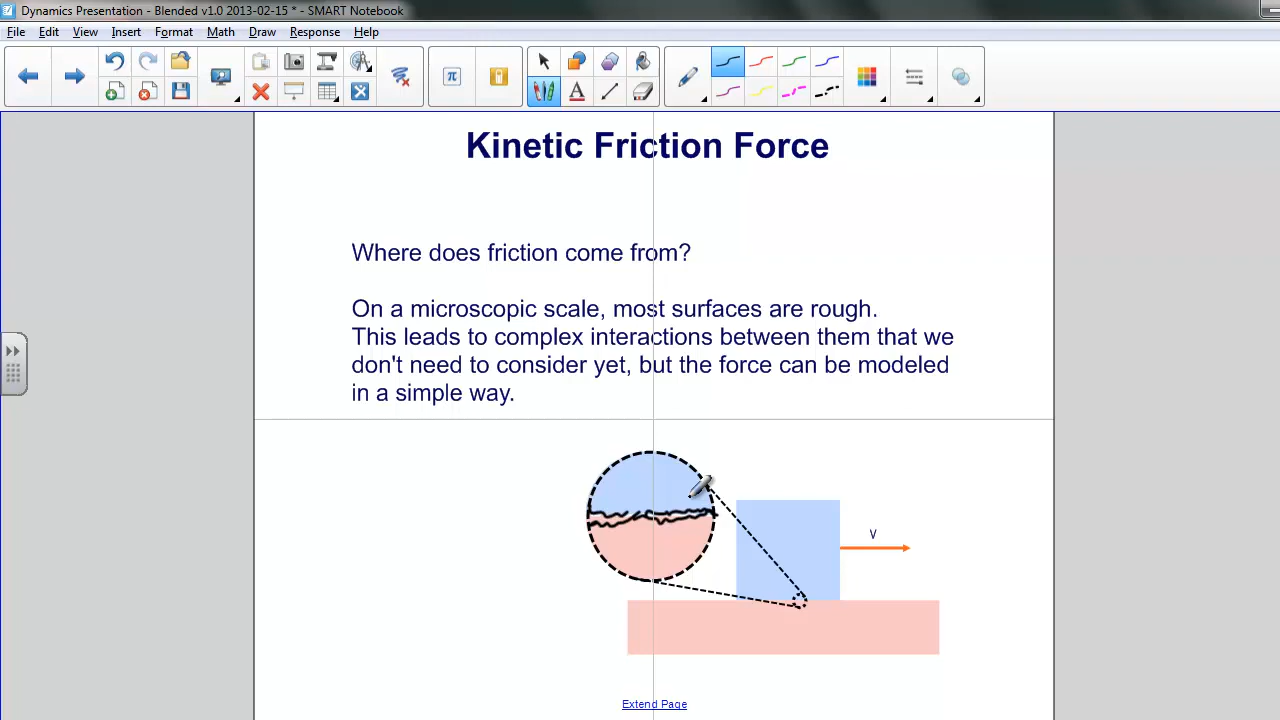 Dynamics Presentation - Blended v1.0 2013-02-15 * - SMART Notebook
File Edit View Insert Format Math Draw Response Help
π
A
Kinetic Friction Force
Where does friction come from?
On a microscopic scale, most surfaces are rough.
This leads to complex interactions between them that we
don't need to consider yet, but the force can be modeled
in a simple way.
v
Extend Page